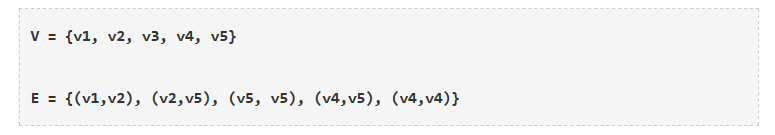 V = {v1, v2, v3, v4, v5}
E = {(v1,v2), (v2,v5), (v5, v5), (v4,v5), (v4,v4)}